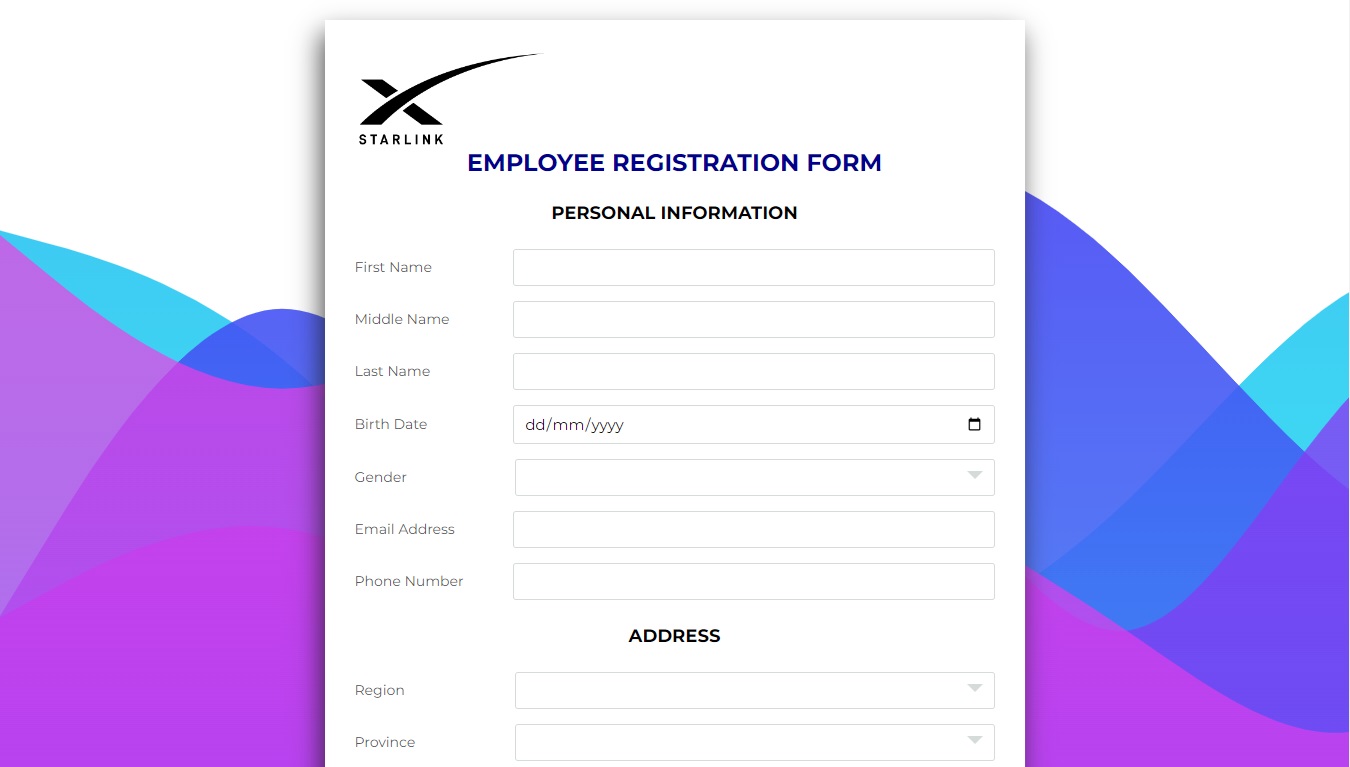 STARLINK
EMPLOYEE REGISTRATION FORM
PERSONAL INFORMATION
First Name
Middle Name
Last Name
Birth Date dd/mm/yyyy
Gender
Email Address
Phone Number
ADDRESS
Region
Province